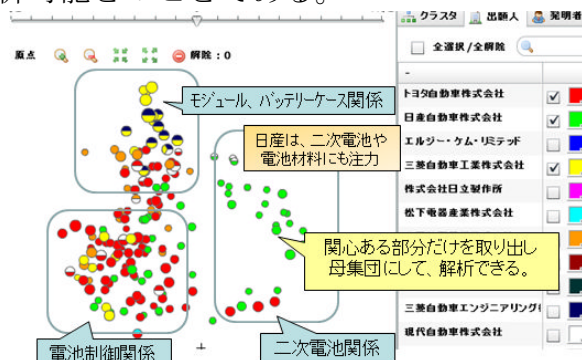 析可能とのことである。
クラスタ 出願人 発明者
原点 解除:0
全選択/全解除
-
モジュール、バッテリーケース関係
日産は、二次電池や
電池材料にも注力
トヨタ自動車株式会社
日産自動車株式会社
エルジー・ケム・リミテッド
三菱自動車工業株式会社
株式会社日立製作所
松下電器産業株式会社
関心ある部分だけを取り出し
母集団にして、解析できる。
三菱自動車エンジニアリング
現代自動車株式会社
電池制御関係
二次電池関係